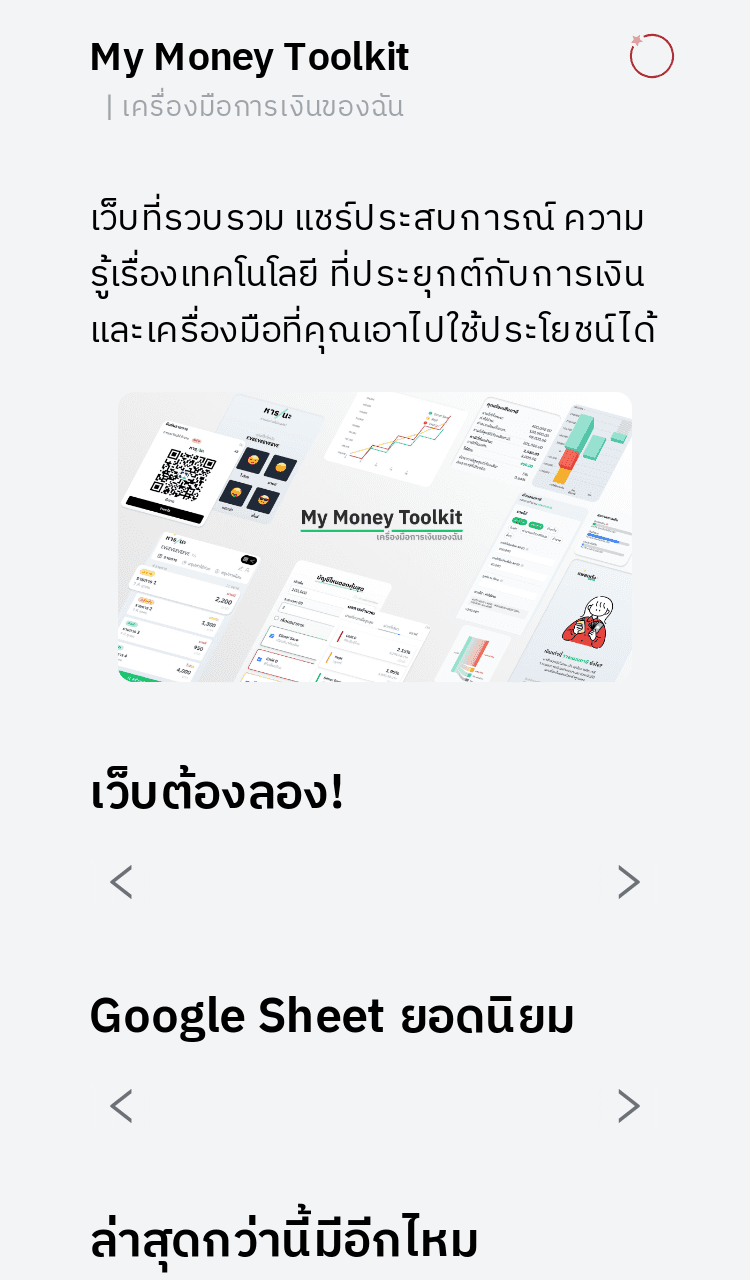 My Money Toolkit
| เครื่องมือการเงินของฉัน
เว็บที่รวบรวม แชร์ประสบการณ์ ความ
รู้เรื่องเทคโนโลยี ที่ประยุกต์กับการเงิน
และเครื่องมือที่คุณเอาไปใช้ประโยชน์ได้
My Money Toolkit
เครื่องมือการเงินของฉัน
2,200
เว็บต้องลอง!
Google Sheet ยอดนิยม
ล่าสุดกว่านี้มีอีกไหม